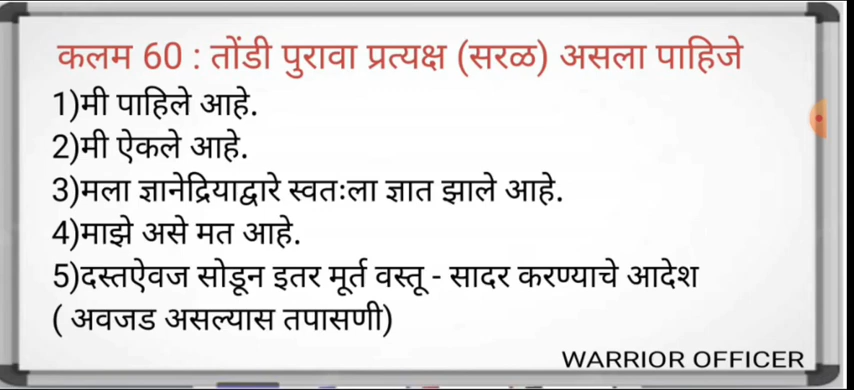 कलम 60 : तोंडी पुरावा प्रत्यक्ष (सरळ) असला पाहिजे
1)मी पाहिले आहे.
2)मी ऐकले आहे.
3)मला ज्ञानेद्रियाद्वारे स्वतःला ज्ञात झाले आहे.
4)माझे असे मत आहे.
5)दस्तऐवज सोडून इतर मूर्त वस्तू - सादर करण्याचे आदेश
( अवजड असल्यास तपासणी)
WARRIOR OFFICER